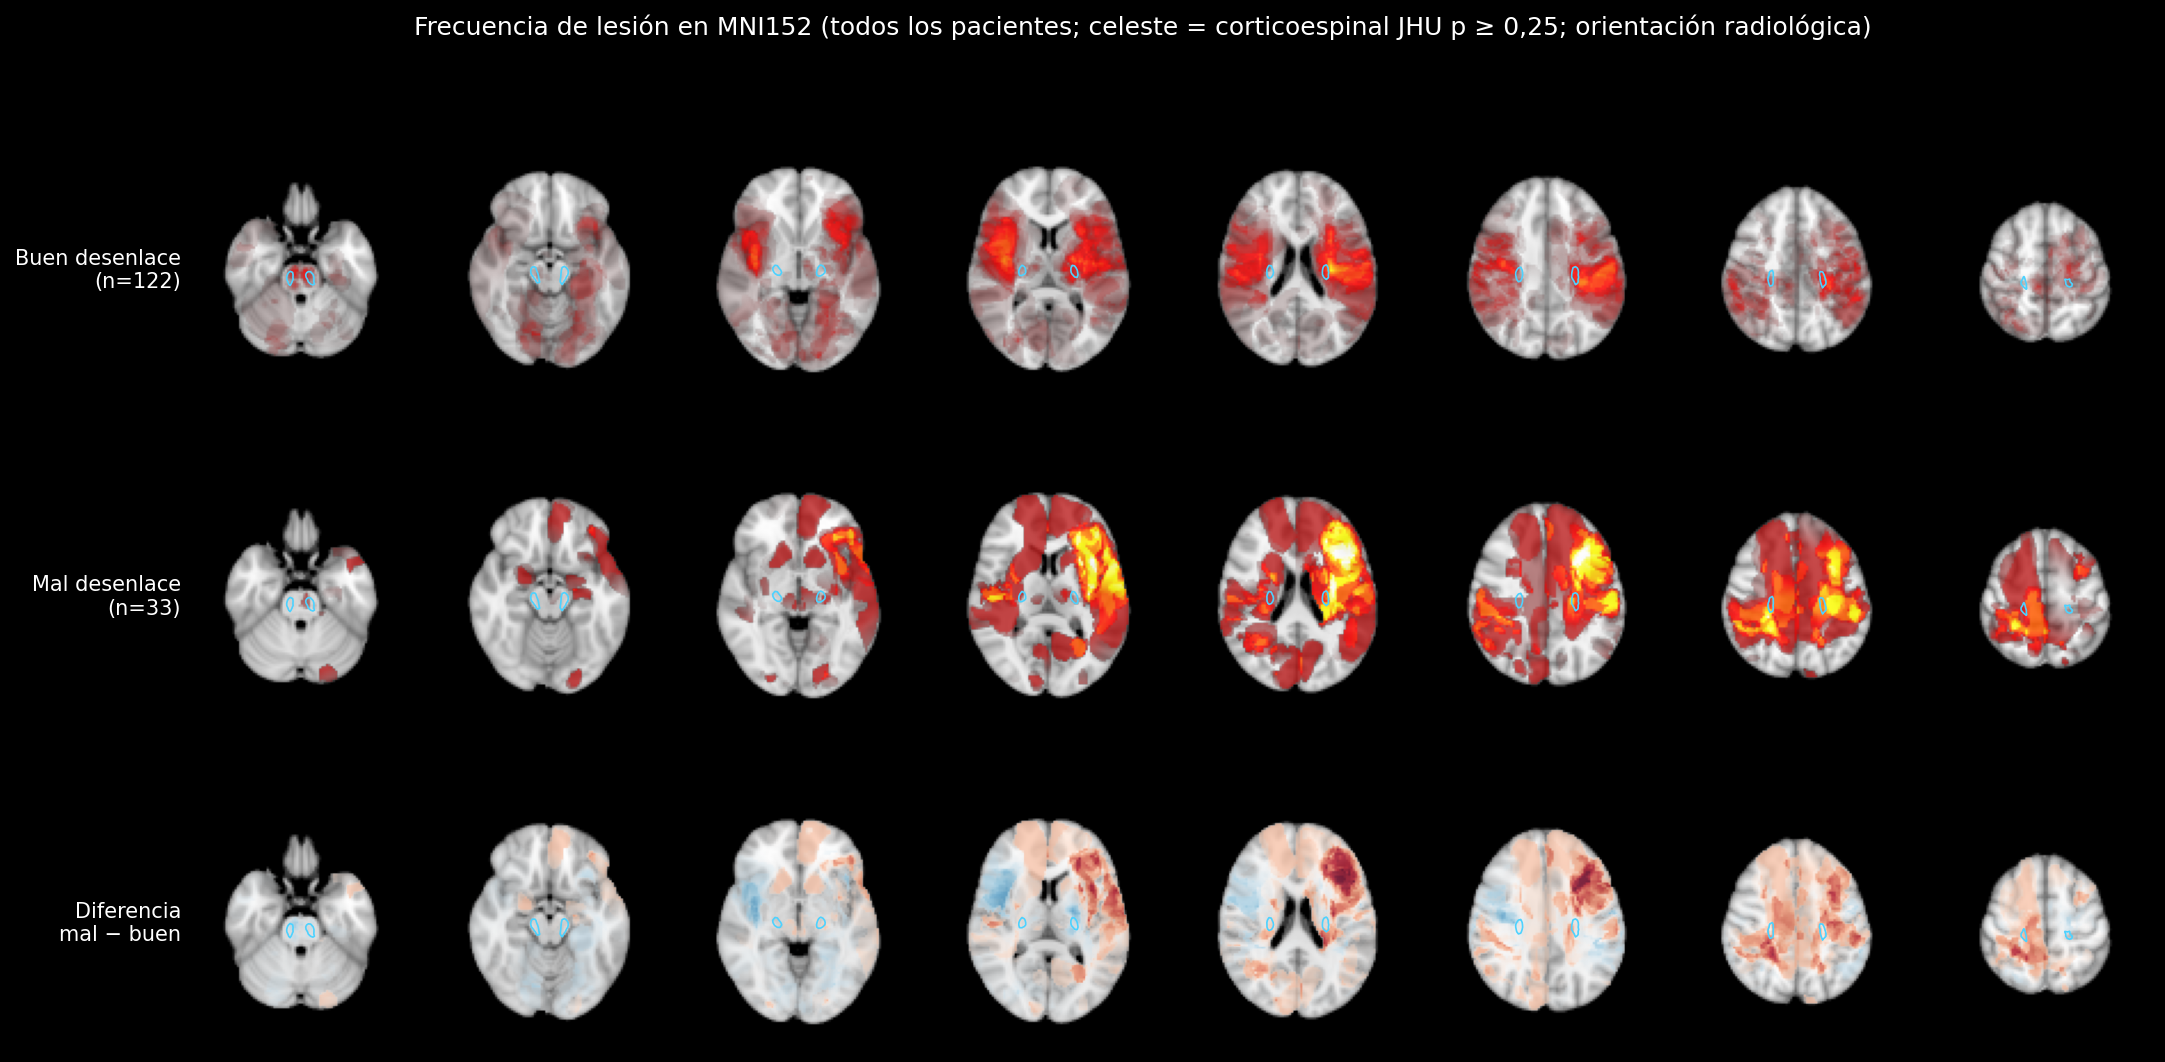 Frecuencia de lesión en MNI152 (todos los pacientes; celeste = corticoespinal JHU p ≥ 0,25; orientación radiológica)
Buen desenlace
(n=122)
Mal desenlace
(n=33)
Diferencia
mal − buen